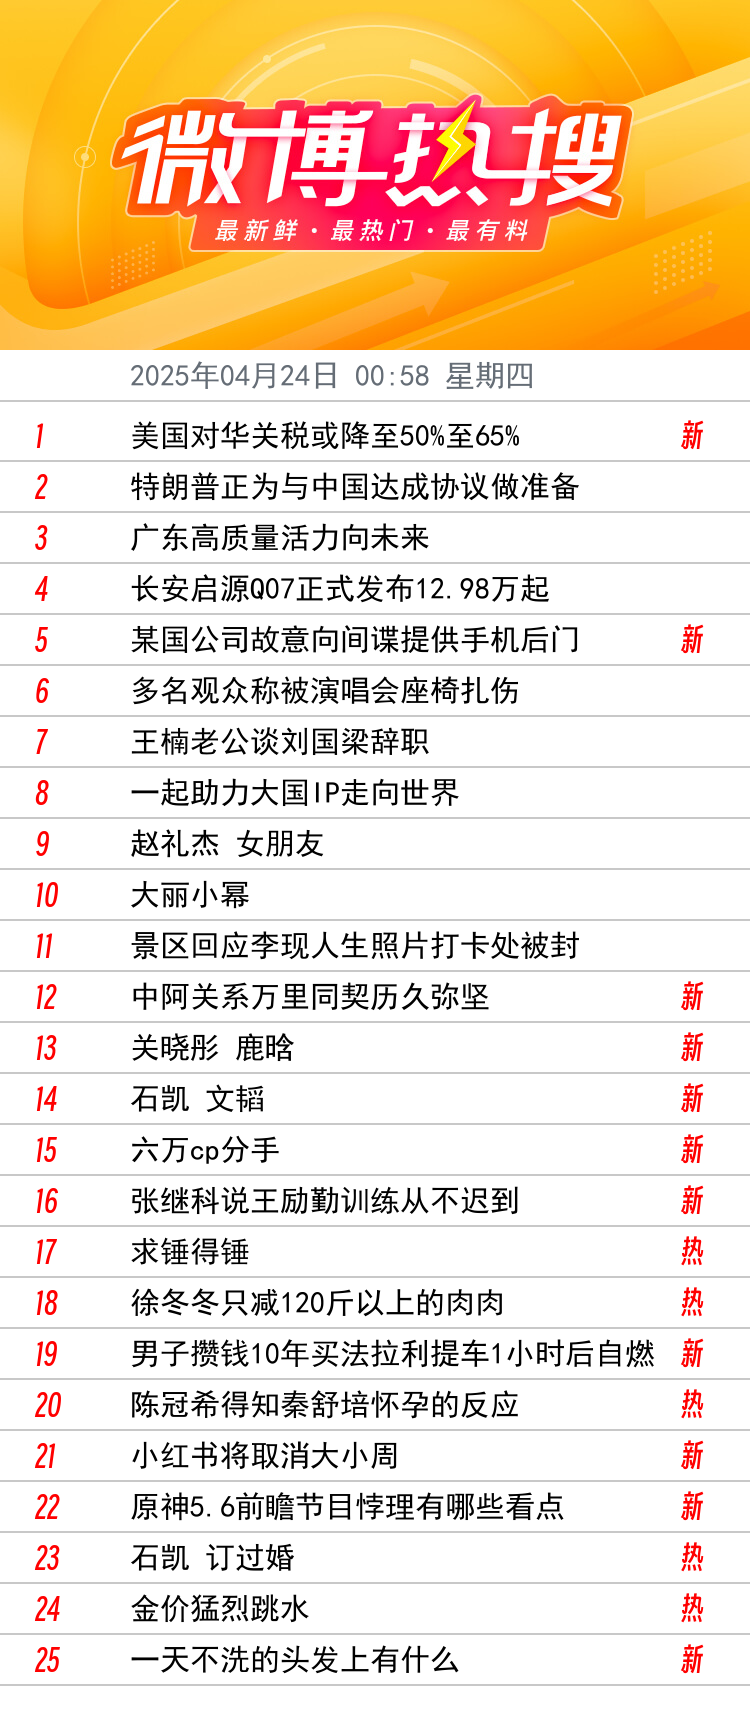 微博热搜
最新鲜·最热门·最有料
2025年04月24日 00:58 星期四
1 美国对华关税或降至50%至65% 新
2 特朗普正为与中国达成协议做准备
3 广东高质量活力向未来
4 长安启源Q07正式发布12.98万起
5 某国公司故意向间谍提供手机后门 新
6 多名观众称被演唱会座椅扎伤
7 王楠老公谈刘国梁辞职
8 一起助力大国IP走向世界
9 赵礼杰 女朋友
10 大丽小幂
11 景区回应李现人生照片打卡处被封
12 中阿关系万里同契历久弥坚 新
13 关晓彤 鹿晗 新
14 石凯 文韬 新
15 六万cp分手 新
16 张继科说王励勤训练从不迟到 新
17 求锤得锤 热
18 徐冬冬只减120斤以上的肉肉 热
19 男子攒钱10年买法拉利提车1小时后自燃 新
20 陈冠希得知秦舒培怀孕的反应 热
21 小红书将取消大小周 新
22 原神5.6前瞻节目悖理有哪些看点 新
23 石凯 订过婚 热
24 金价猛烈跳水 热
25 一天不洗的头发上有什么 新